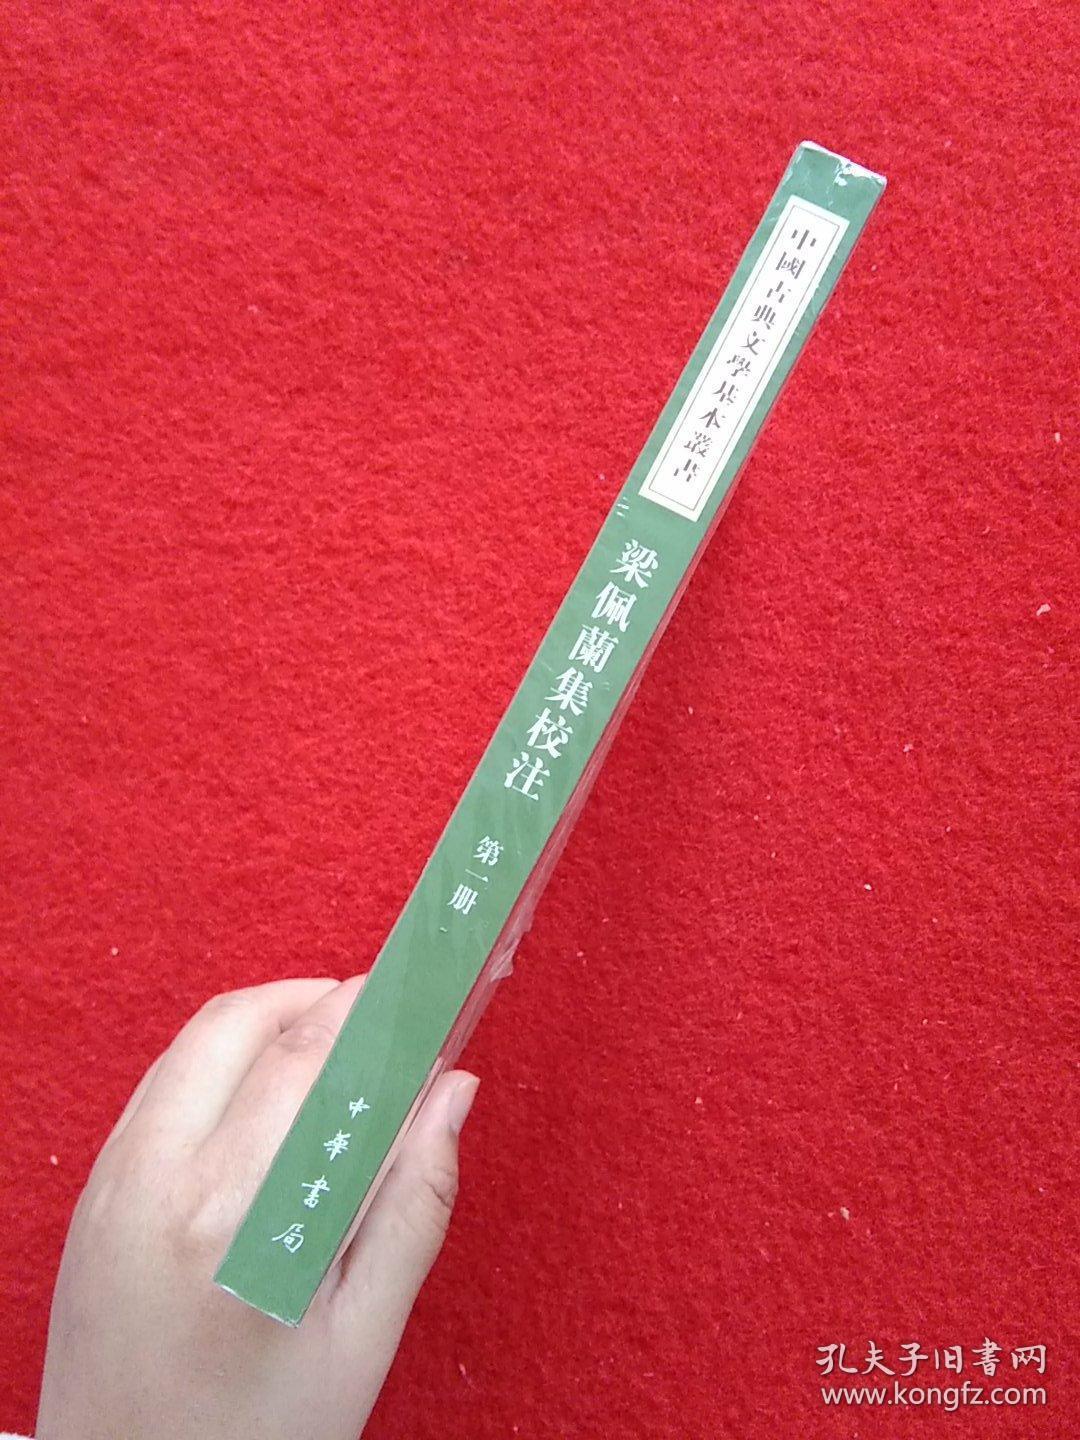 中國古典文學基本叢書
梁佩蘭集校注
第一册
中華書局
孔夫子旧書网
www.kongfz.com